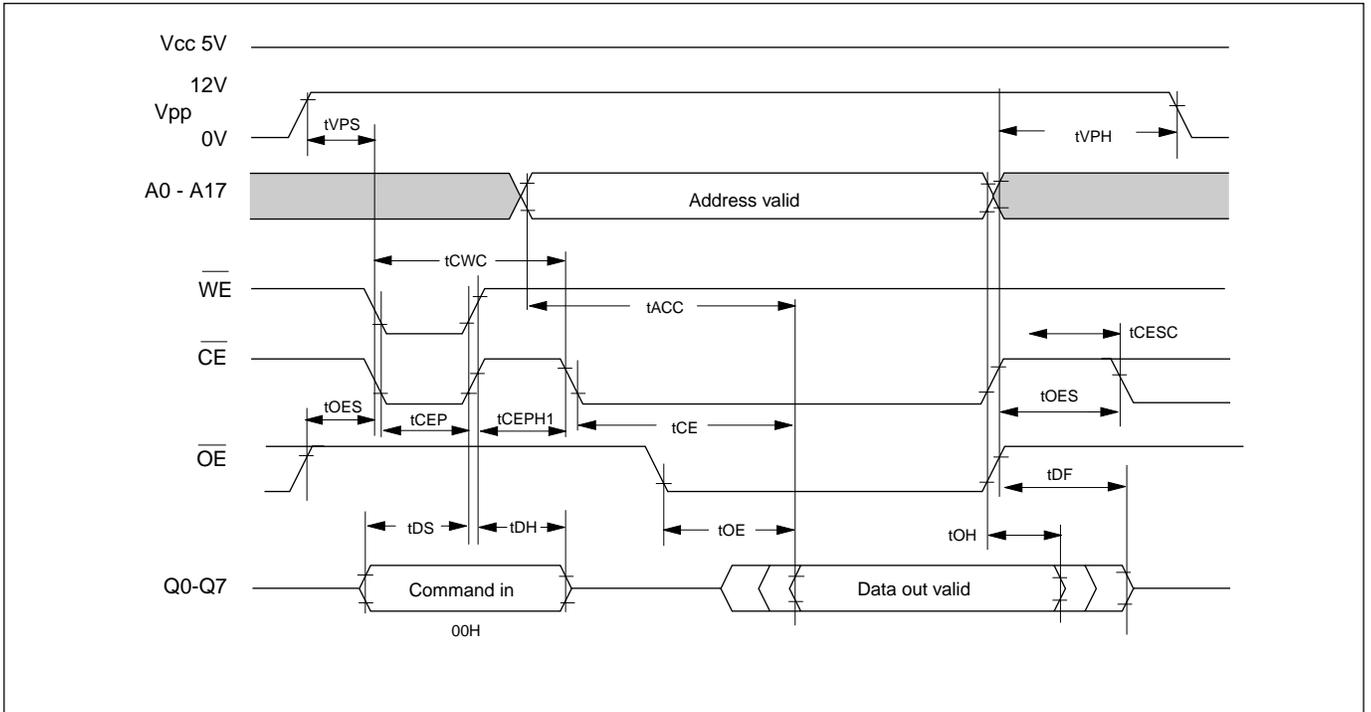 Vcc 5V
12V
Vpp
0V
tVPS
tVPH
A0 - A17
Address valid
tCWC
WE
tACC
tCESC
CE
tOES
tCEP
tCEPH1
tCE
tOES
OE
tDF
tDS
tDH
tOE
tOH
Q0-Q7
Command in
Data out valid
00H